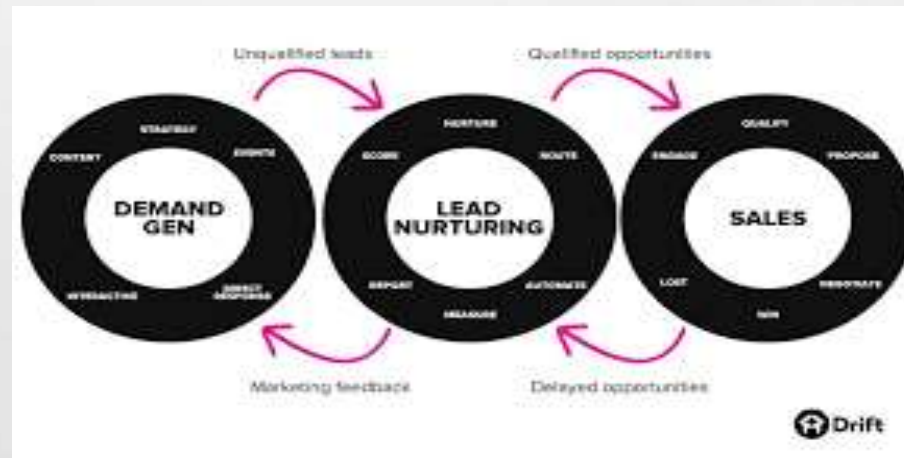 Unqualified leads
Qualified opportunities
STRATEGY
CONTENT
EVENTS
DEMAND
GEN
INTERACTING
DIRECT
RESPONSE
NURTURE
SCORE
ROUTE
LEAD
NURTURING
REPORT
AUTOMATE
MEASURE
QUALIFY
ENGAGE
PROPOSE
SALES
LOST
NEGOTIATE
WIN
Marketing feedback
Delayed opportunities
Drift